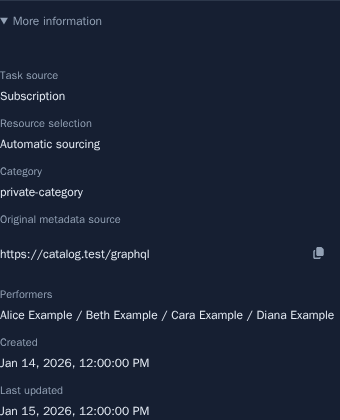 More information
Task source
Subscription
Resource selection
Automatic sourcing
Category
private-category
Original metadata source
https://catalog.test/graphql
Performers
Alice Example / Beth Example / Cara Example / Diana Example
Created
Jan 14, 2026, 12:00:00 PM
Last updated
Jan 15, 2026, 12:00:00 PM